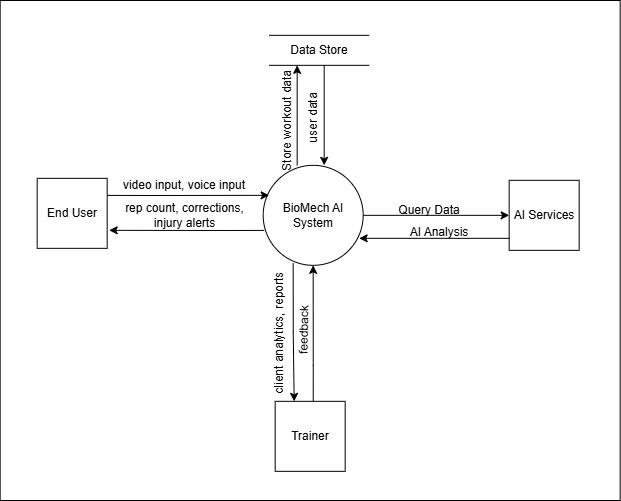 Data Store
Store workout data
user data
video input, voice input
End User
rep count, corrections,
injury alerts
BioMech AI
System
Query Data
AI Services
AI Analysis
client analytics, reports
feedback
Trainer